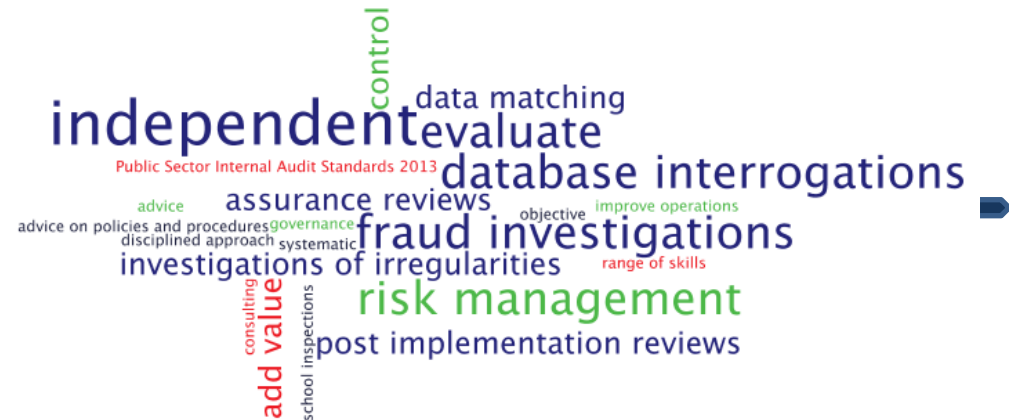 control
data matching
independent
evaluate
Public Sector Internal Audit Standards 2013
database interrogations
assurance reviews
advice
objective
improve operations
advice on policies and procedures
governance
fraud investigations
disciplined approach
systematic
investigations of irregularities
range of skills
consulting
add value
school inspections
risk management
post implementation reviews